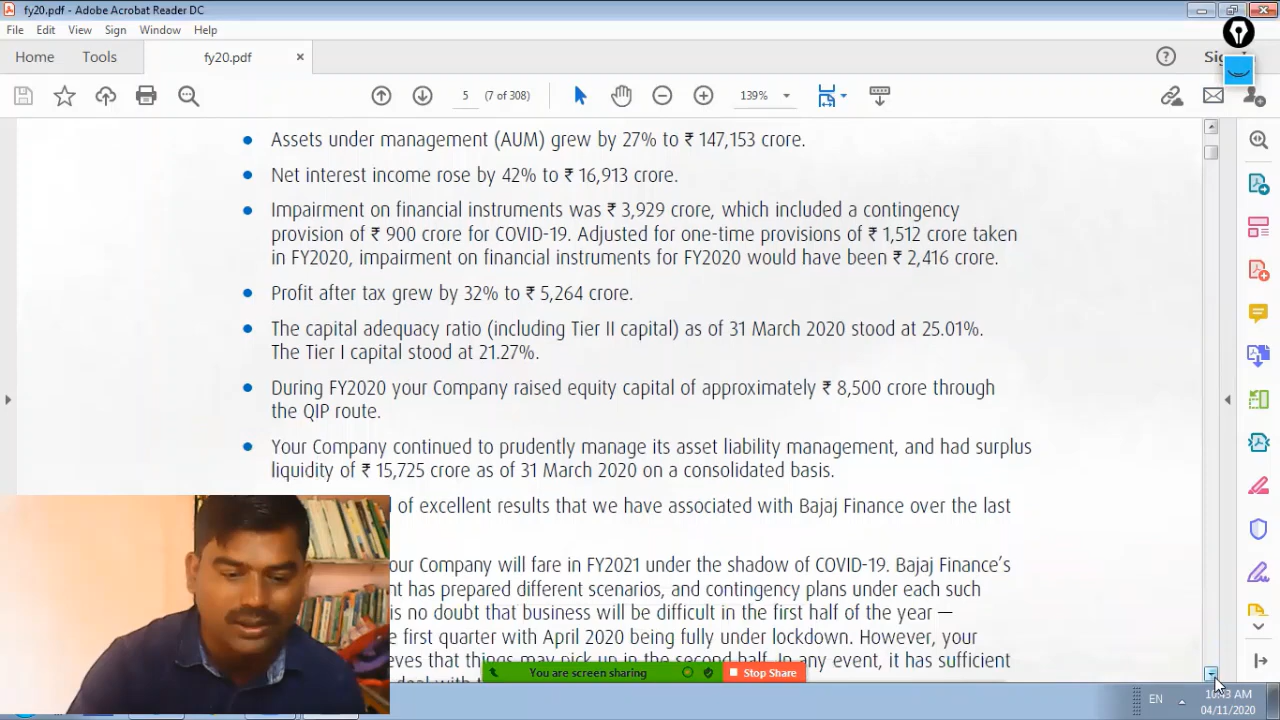 fy20.pdf - Adobe Acrobat Reader DC
File Edit View Sign Window Help
Home Tools fy20.pdf ×
5 (7 of 308) 139%
• Assets under management (AUM) grew by 27% to ₹ 147,153 crore.
• Net interest income rose by 42% to ₹ 16,913 crore.
• Impairment on financial instruments was ₹ 3,929 crore, which included a contingency
provision of ₹ 900 crore for COVID-19. Adjusted for one-time provisions of ₹ 1,512 crore taken
in FY2020, impairment on financial instruments for FY2020 would have been ₹ 2,416 crore.
• Profit after tax grew by 32% to ₹ 5,264 crore.
• The capital adequacy ratio (including Tier II capital) as of 31 March 2020 stood at 25.01%.
The Tier I capital stood at 21.27%.
• During FY2020 your Company raised equity capital of approximately ₹ 8,500 crore through
the QIP route.
• Your Company continued to prudently manage its asset liability management, and had surplus
liquidity of ₹ 15,725 crore as of 31 March 2020 on a consolidated basis.
of excellent results that we have associated with Bajaj Finance over the last
our Company will fare in FY2021 under the shadow of COVID-19. Bajaj Finance's
nt has prepared different scenarios, and contingency plans under each such
is no doubt that business will be difficult in the first half of the year —
e first quarter with April 2020 being fully under lockdown. However, your
eves that things may pick up in the second half. In any event, it has sufficient
You are screen sharing Stop Share
EN
04/11/2020